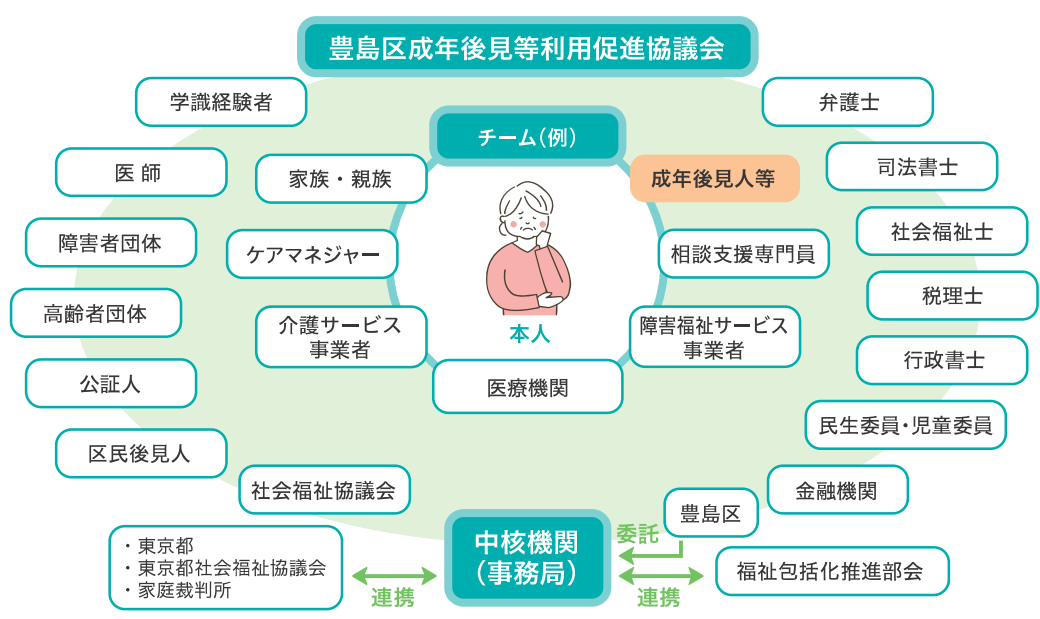 豊島区成年後見等利用促進協議会
学識経験者
弁護士
チーム(例)
医師
家族・親族
成年後見人等
司法書士
障害者団体
ケアマネジャー
相談支援専門員
社会福祉士
高齢者団体
介護サービス
事業者
本人
障害福祉サービス
事業者
税理士
公証人
医療機関
行政書士
区民後見人
民生委員・児童委員
社会福祉協議会
金融機関
豊島区
・東京都
・東京都社会福祉協議会
・家庭裁判所
連携
中核機関
(事務局)
委託
連携
福祉包括化推進部会